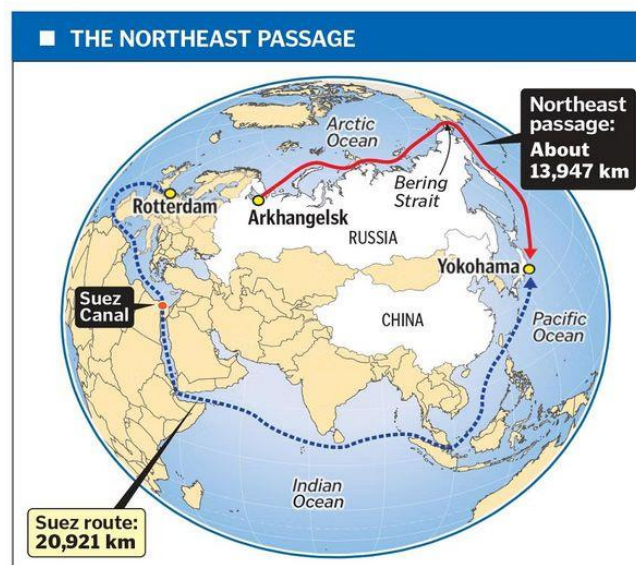 THE NORTHEAST PASSAGE
Arctic
Ocean
Northeast
passage:
About
13,947 km
Bering
Strait
Rotterdam
Arkhangelsk
RUSSIA
Yokohama
Suez
Canal
CHINA
Pacific
Ocean
Indian
Ocean
Suez route:
20,921 km